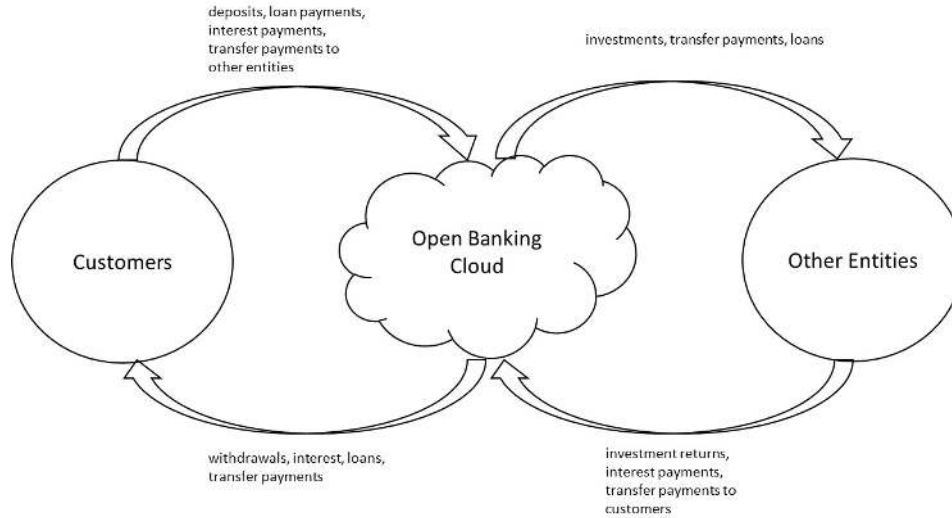 deposits, loan payments,
interest payments,
transfer payments to
other entities
investments, transfer payments, loans
Customers
Open Banking
Cloud
Other Entities
withdrawals, interest, loans,
transfer payments
investment returns,
interest payments,
transfer payments to
customers